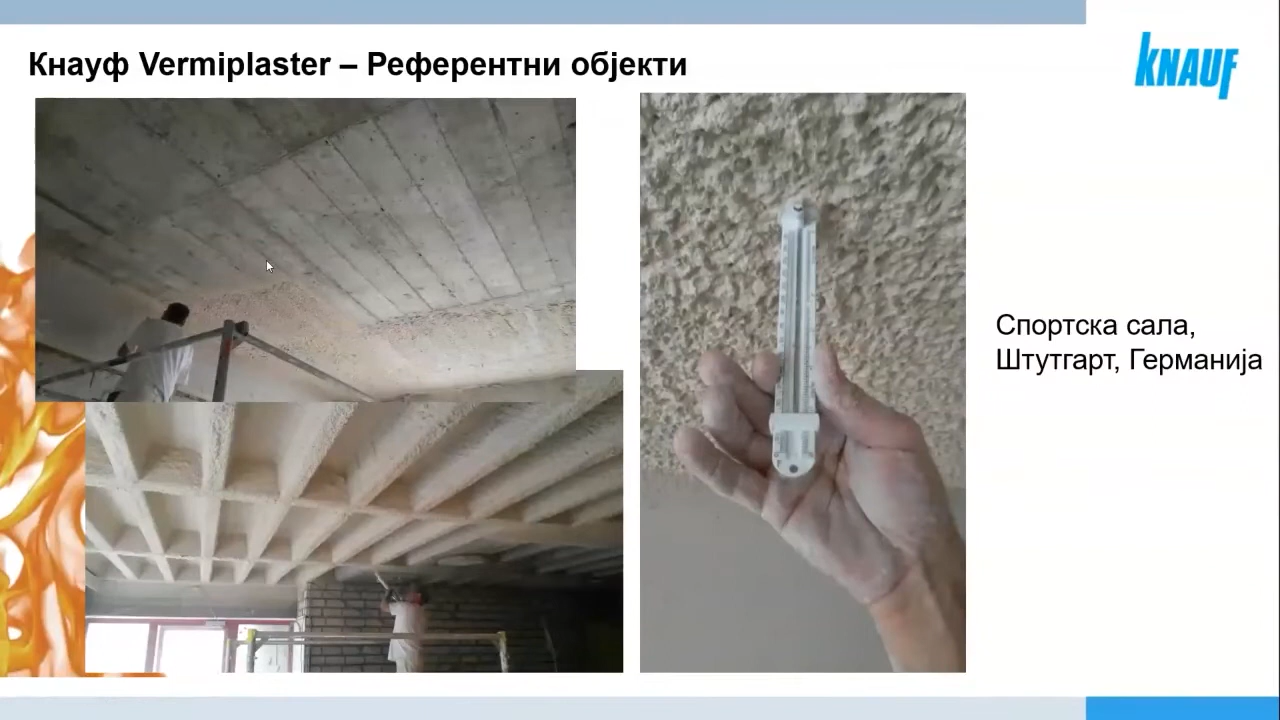 Кнауф Vermiplaster – Референтни објекти
KNAUF
Спортска сала,
Штутгарт, Германија